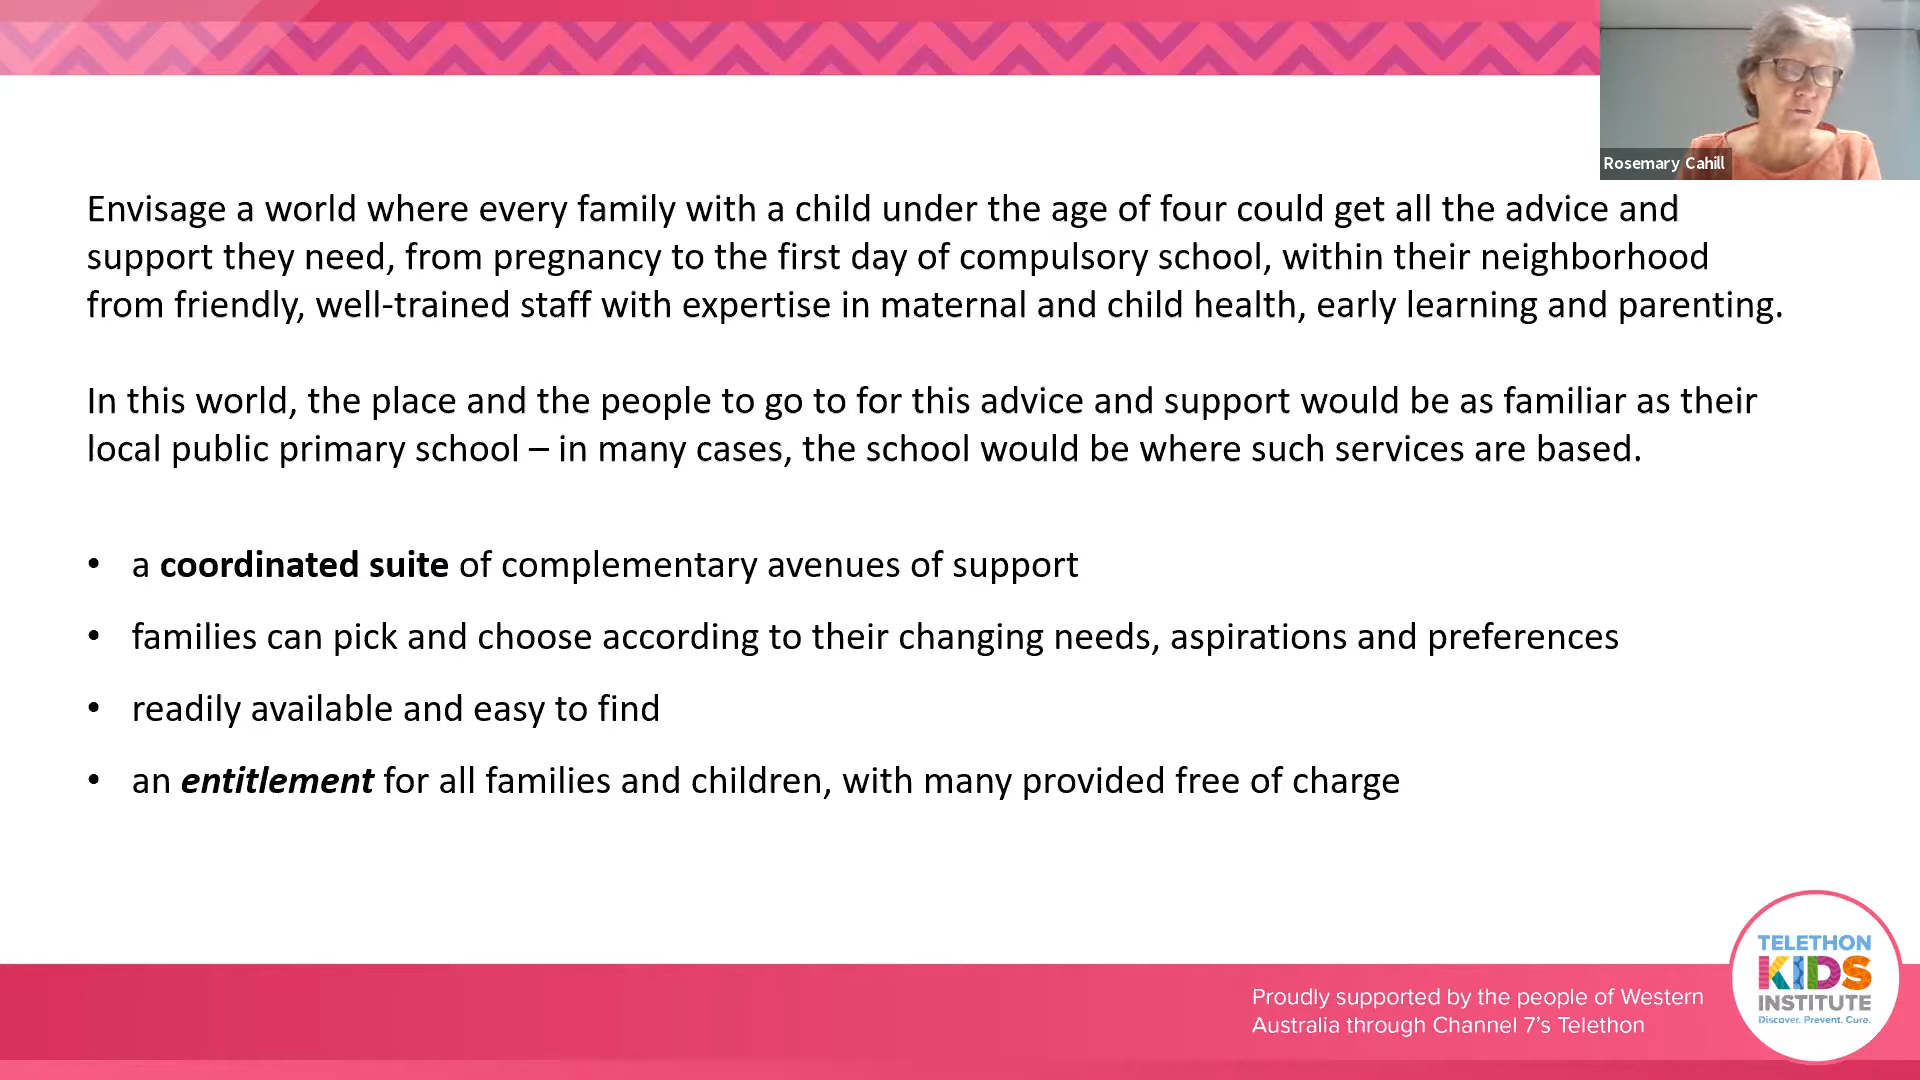 Rosemary Cahill
Envisage a world where every family with a child under the age of four could get all the advice and
support they need, from pregnancy to the first day of compulsory school, within their neighborhood
from friendly, well-trained staff with expertise in maternal and child health, early learning and parenting.
In this world, the place and the people to go to for this advice and support would be as familiar as their
local public primary school – in many cases, the school would be where such services are based.
• a coordinated suite of complementary avenues of support
• families can pick and choose according to their changing needs, aspirations and preferences
• readily available and easy to find
• an entitlement for all families and children, with many provided free of charge
Proudly supported by the people of Western
Australia through Channel 7's Telethon
TELETHON
KIDS
INSTITUTE
Discover. Prevent. Cure.